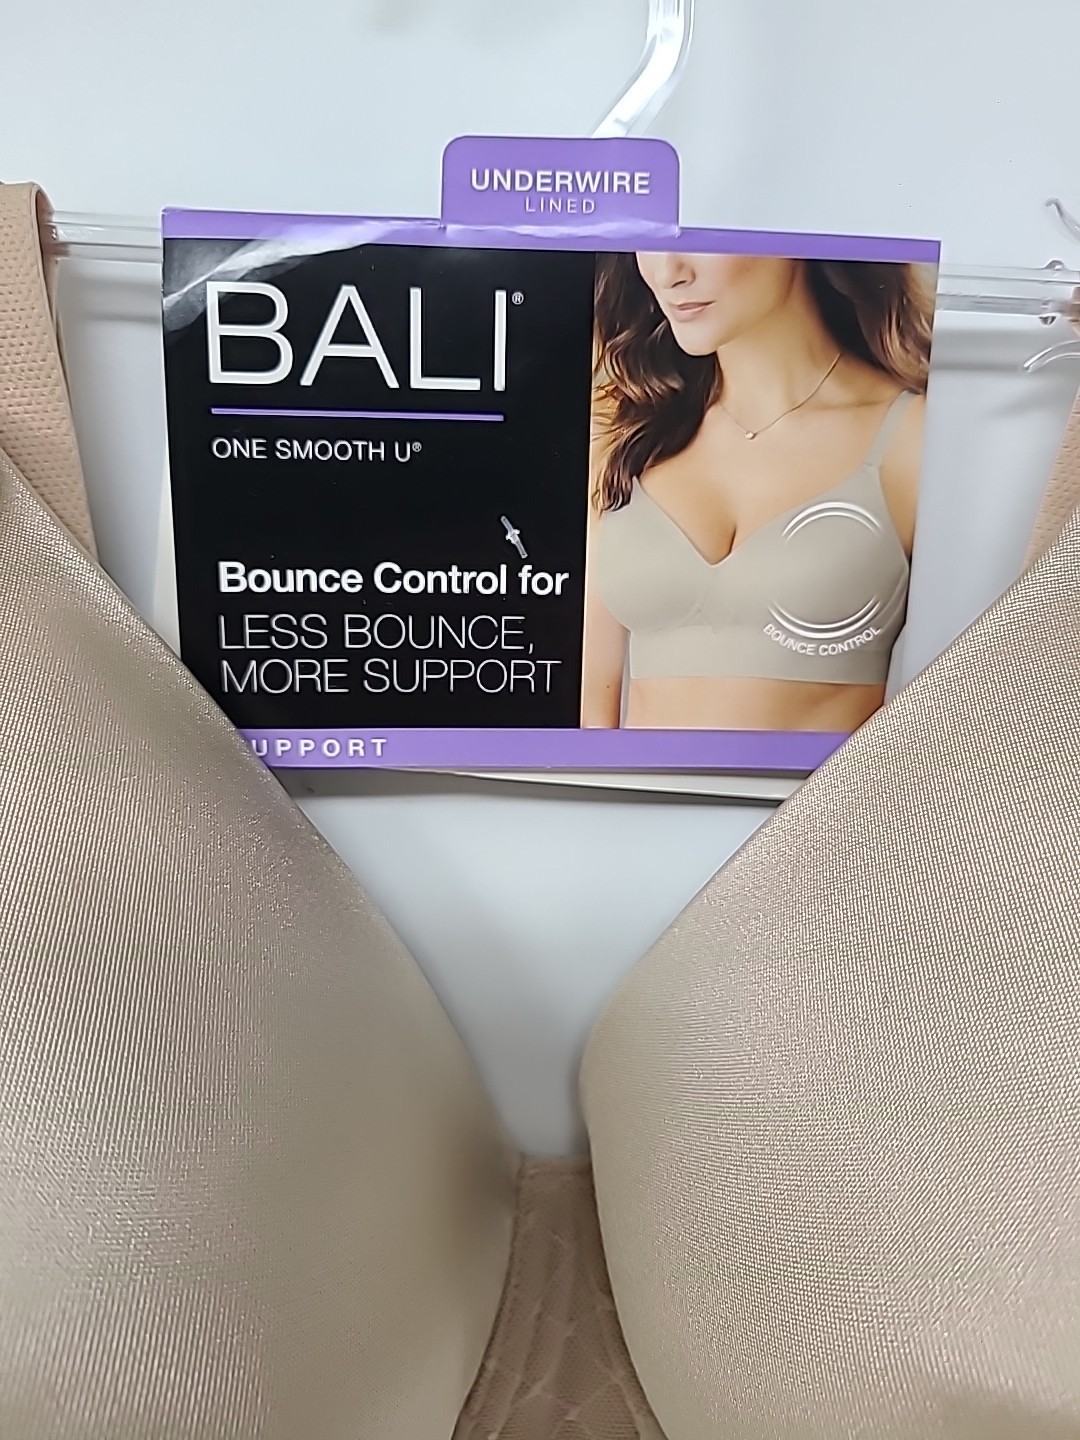 UNDERWIRE
LINED
BALI®
ONE SMOOTH U®
Bounce Control for
LESS BOUNCE,
MORE SUPPORT
BOUNCE CONTROL
UPPORT